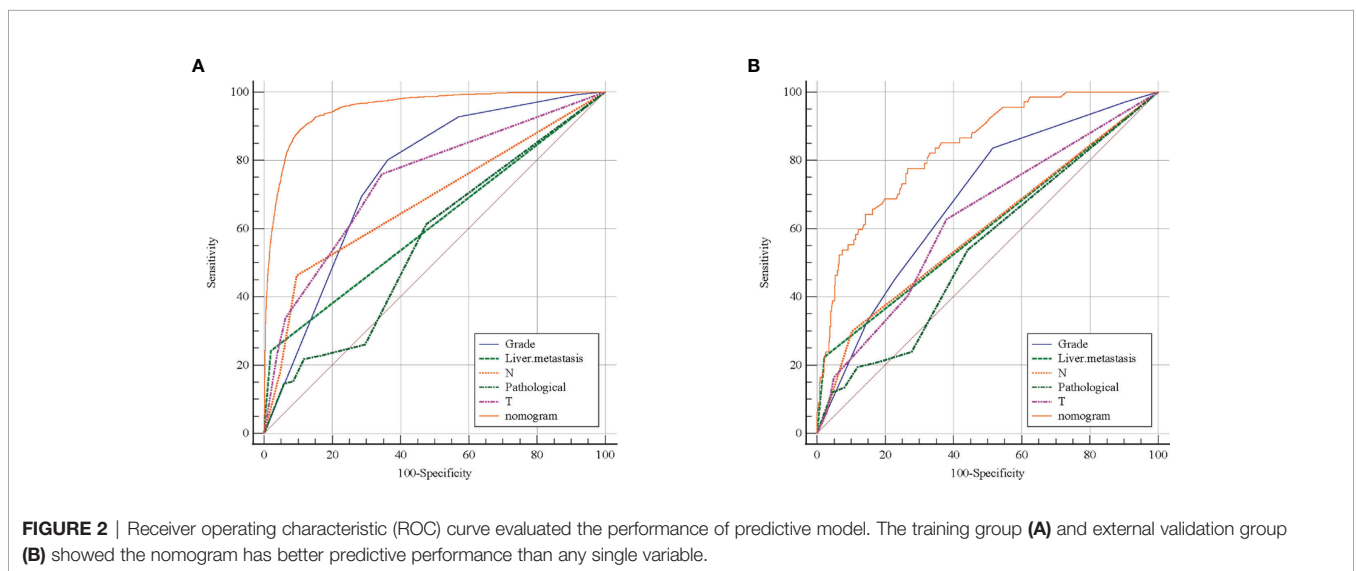 A
100
80
60
40
20
0
Sensitivity
0 20 40 60 80 100
100-Specificity
Grade
Liver.metastasis
N
Pathological
T
nomogram
B
100
80
60
40
20
0
Sensitivity
0 20 40 60 80 100
100-Specificity
Grade
Liver.metastasis
N
Pathological
T
nomogram
FIGURE 2 | Receiver operating characteristic (ROC) curve evaluated the performance of predictive model. The training group (A) and external validation group
(B) showed the nomogram has better predictive performance than any single variable.